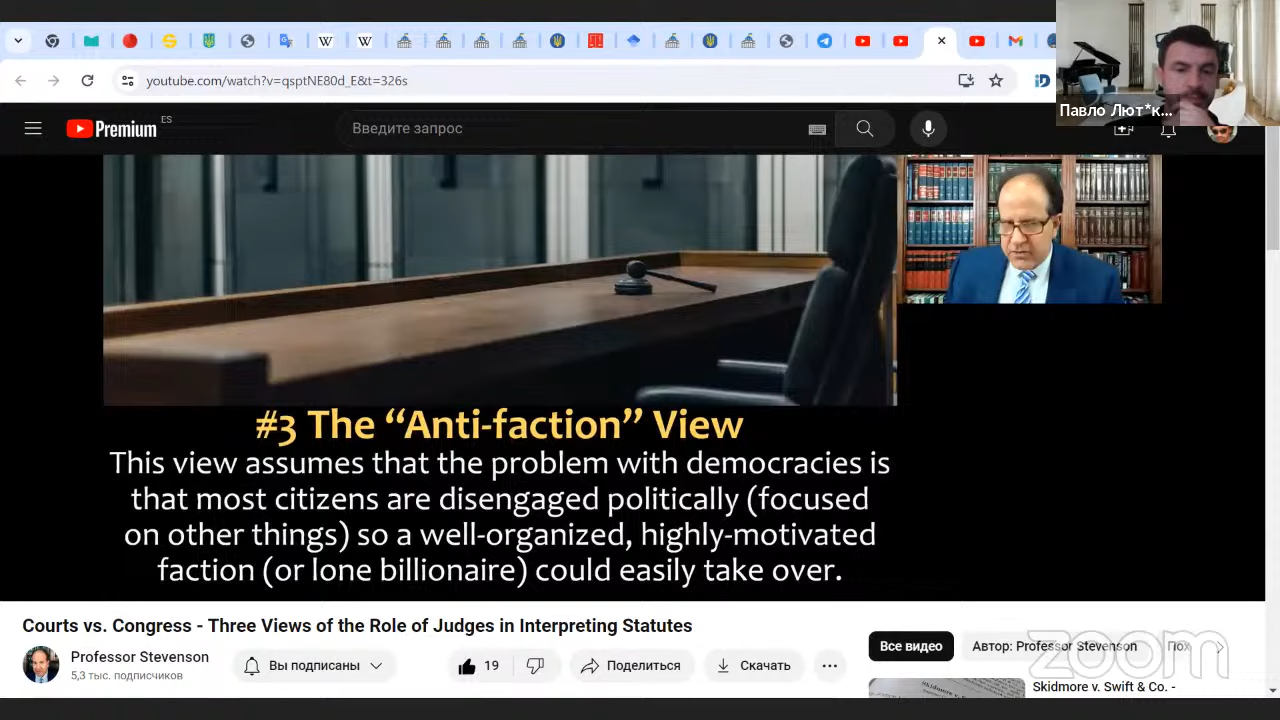 youtube.com/watch?v=qsptNE80d_E&t=326s
Павло Лют*к...
Premium
ES
Введите запрос
#3 The “Anti-faction” View
This view assumes that the problem with democracies is
that most citizens are disengaged politically (focused
on other things) so a well-organized, highly-motivated
faction (or lone billionaire) could easily take over.
Courts vs. Congress - Three Views of the Role of Judges in Interpreting Statutes
Professor Stevenson
5,3 тыс. подписчиков
Вы подписаны
19
Поделиться
Скачать
Все видео
Автор: Professor Stevenson
Пох
zoom
Skidmore v. Swift & Co. -